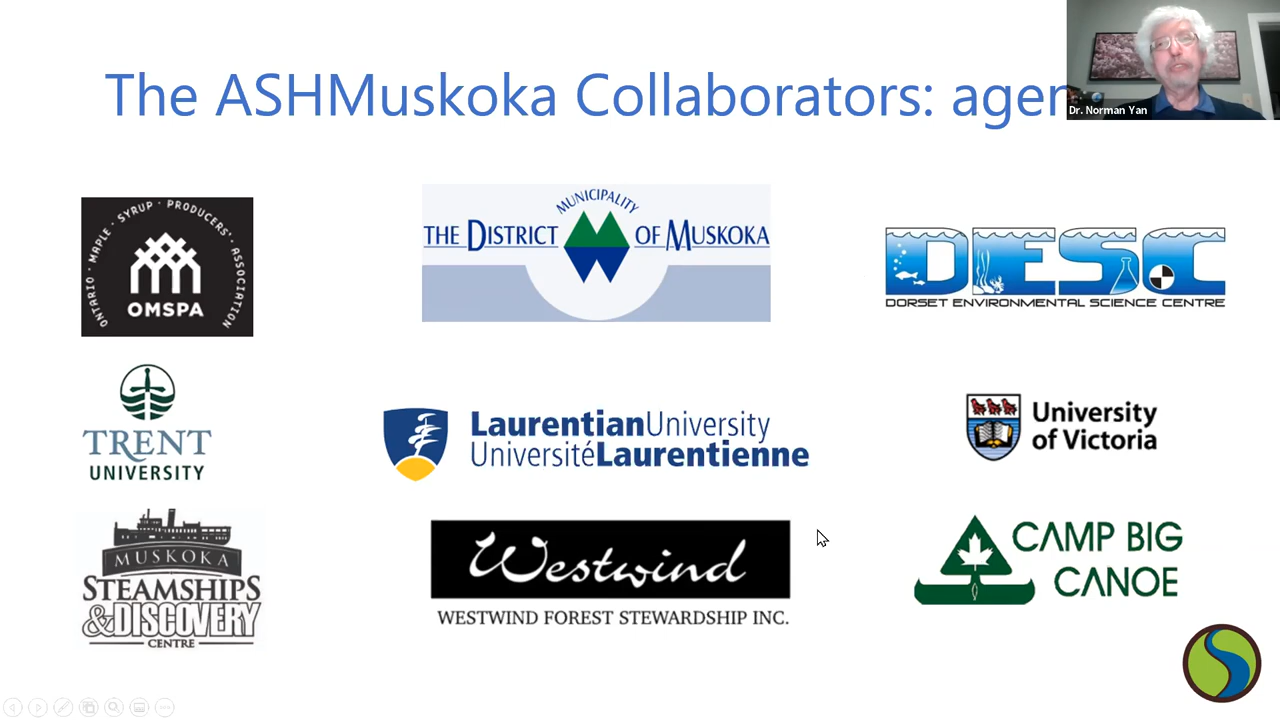 The ASHMuskoka Collaborators:
Dr. Norman Yan
ONTARIO · MAPLE · SYRUP · PRODUCERS' · ASSOCIATION
OMSPA
MUNICIPALITY
THE DISTRICT OF MUSKOKA
DESC
DORSET ENVIRONMENTAL SCIENCE CENTRE
TRENT
UNIVERSITY
LaurentianUniversity
UniversitéLaurentienne
University
of Victoria
MUSKOKA
STEAMSHIPS
&DISCOVERY
CENTRE
Westwind
WESTWIND FOREST STEWARDSHIP INC.
CAMP BIG
CANOE